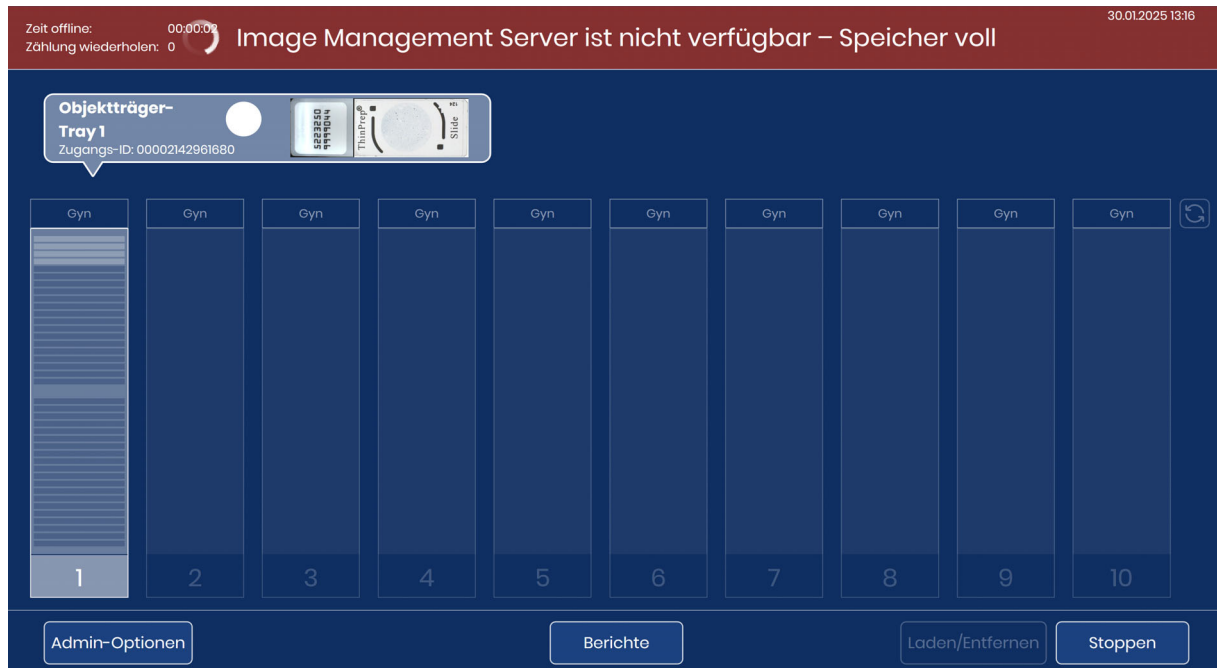 Zeit offline: 00:00:02
Zählung wiederholen: 0
Image Management Server ist nicht verfügbar – Speicher voll
30.01.2025 13:16
Objektträger-
Tray 1
Zugangs-ID: 00002142961680
5223250
9999044
ThinPrep®
Slide
Gyn Gyn Gyn Gyn Gyn Gyn Gyn Gyn Gyn Gyn
1 2 3 4 5 6 7 8 9 10
Admin-Optionen
Berichte
Laden/Entfernen
Stoppen